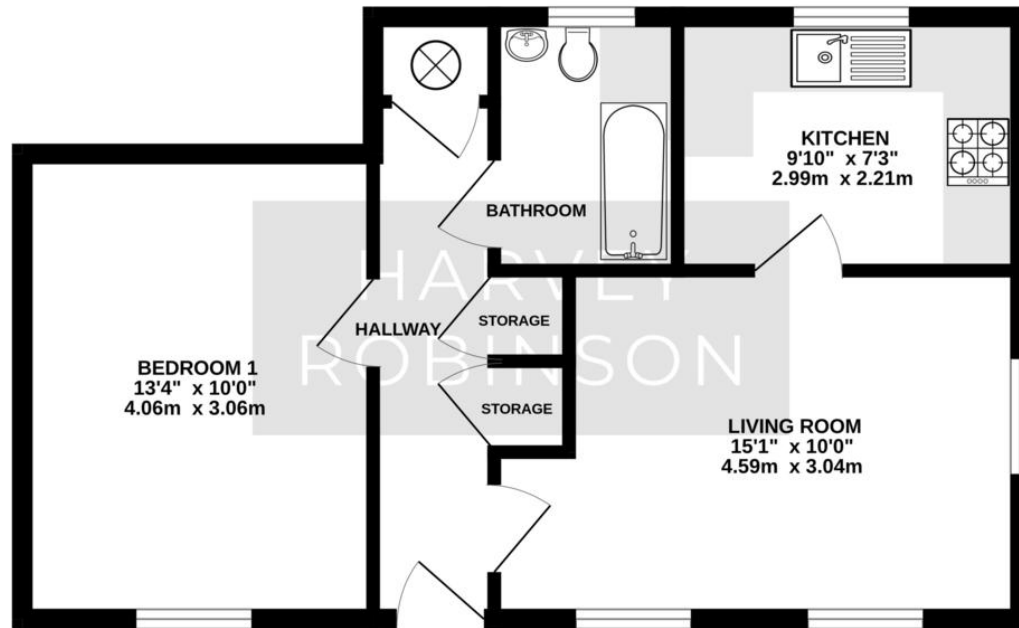 KITCHEN
9'10" x 7'3"
2.99m x 2.21m
BATHROOM
HARVEY
ROBINSON
HALLWAY
STORAGE
STORAGE
BEDROOM 1
13'4" x 10'0"
4.06m x 3.06m
LIVING ROOM
15'1" x 10'0"
4.59m x 3.04m